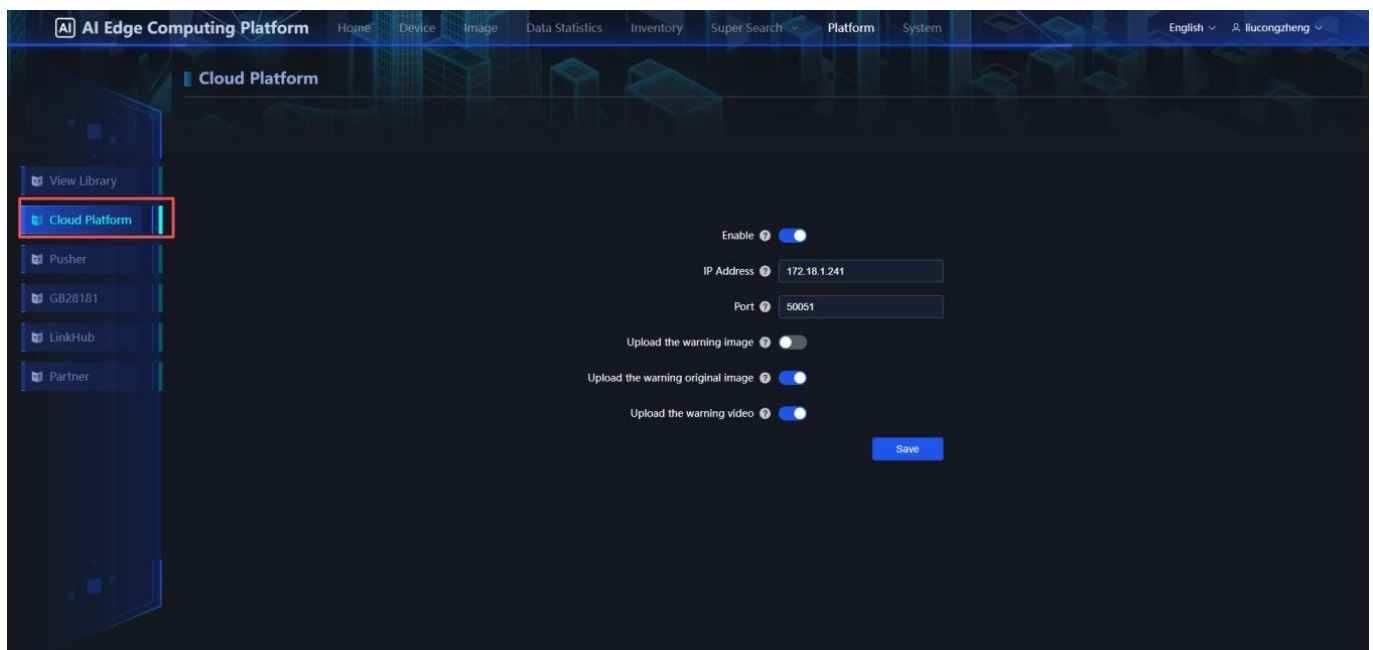 AI AI Edge Computing Platform Home Device Image Data Statistics Inventory Super Search Platform System English liucongzheng
Cloud Platform
View Library
Cloud Platform
Pusher
GB28181
LinkHub
Partner
Enable ?
IP Address ? 172.18.1.241
Port ? 50051
Upload the warning image ?
Upload the warning original image ?
Upload the warning video ?
Save